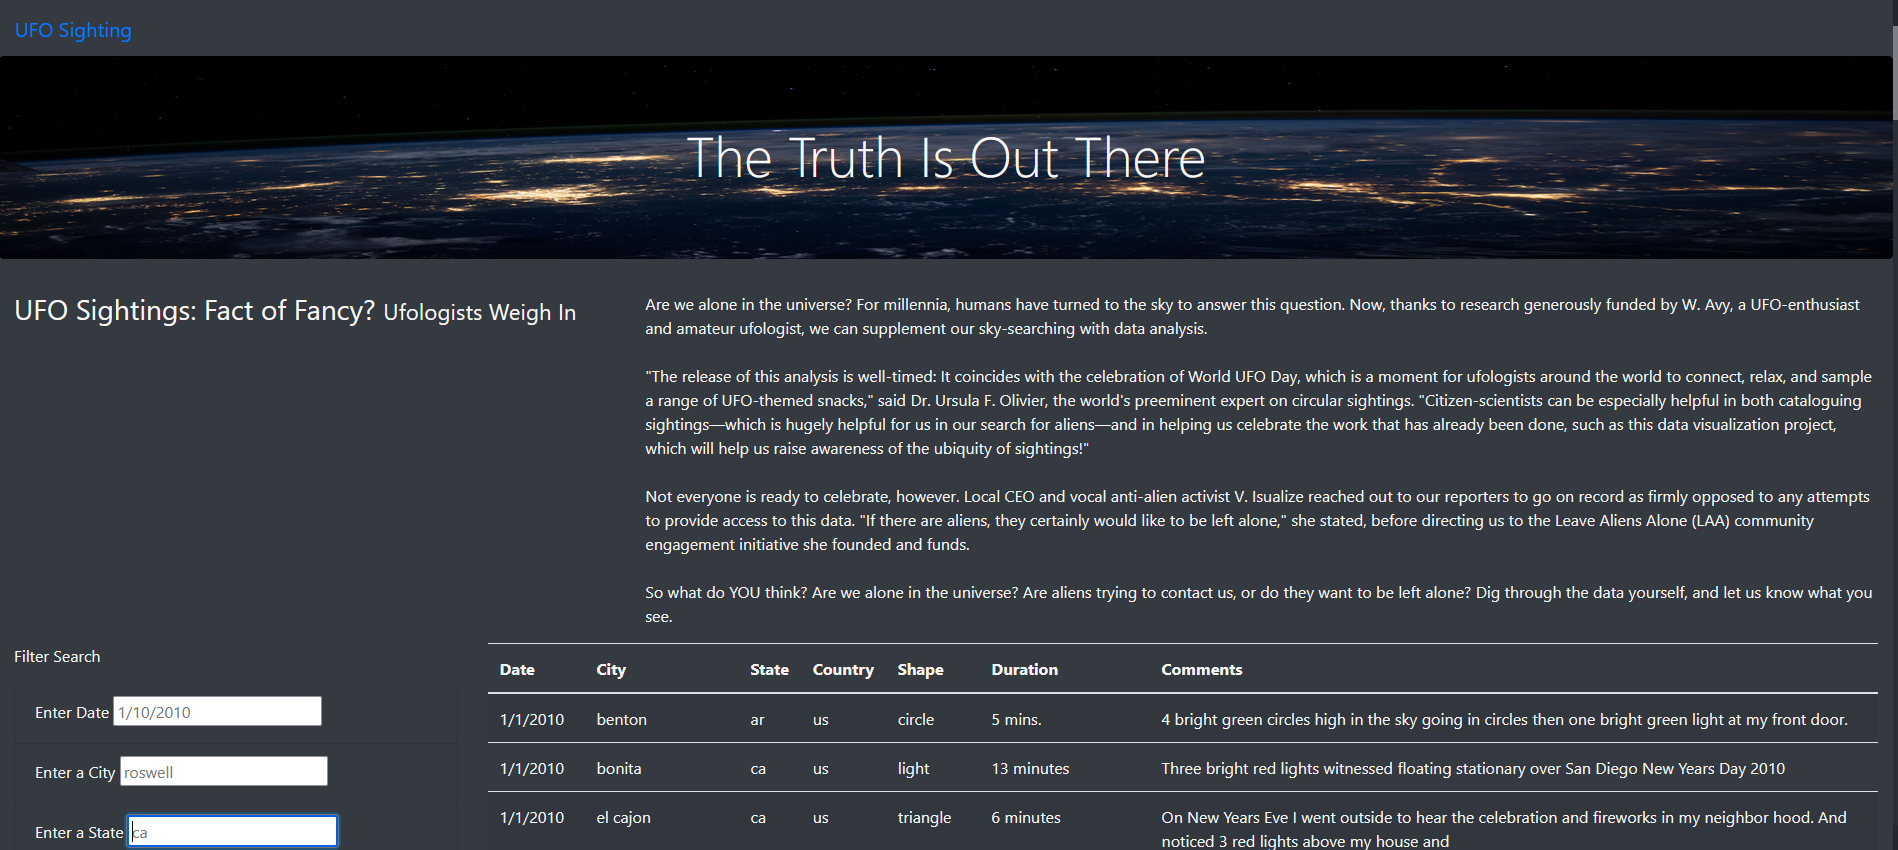 UFO Sighting
The Truth Is Out There
UFO Sightings: Fact of Fancy? Ufologists Weigh In
Are we alone in the universe? For millennia, humans have turned to the sky to answer this question. Now, thanks to research generously funded by W. Avy, a UFO-enthusiast
and amateur ufologist, we can supplement our sky-searching with data analysis.
"The release of this analysis is well-timed: It coincides with the celebration of World UFO Day, which is a moment for ufologists around the world to connect, relax, and sample
a range of UFO-themed snacks," said Dr. Ursula F. Olivier, the world's preeminent expert on circular sightings. "Citizen-scientists can be especially helpful in both cataloguing
sightings—which is hugely helpful for us in our search for aliens—and in helping us celebrate the work that has already been done, such as this data visualization project,
which will help us raise awareness of the ubiquity of sightings!"
Not everyone is ready to celebrate, however. Local CEO and vocal anti-alien activist V. Isualize reached out to our reporters to go on record as firmly opposed to any attempts
to provide access to this data. "If there are aliens, they certainly would like to be left alone," she stated, before directing us to the Leave Aliens Alone (LAA) community
engagement initiative she founded and funds.
So what do YOU think? Are we alone in the universe? Are aliens trying to contact us, or do they want to be left alone? Dig through the data yourself, and let us know what you
see.
Filter Search
Enter Date 1/10/2010
Enter a City roswell
Enter a State ca
Date City State Country Shape Duration Comments
1/1/2010 benton ar us circle 5 mins. 4 bright green circles high in the sky going in circles then one bright green light at my front door.
1/1/2010 bonita ca us light 13 minutes Three bright red lights witnessed floating stationary over San Diego New Years Day 2010
1/1/2010 el cajon ca us triangle 6 minutes On New Years Eve I went outside to hear the celebration and fireworks in my neighbor hood. And
noticed 3 red lights above my house and